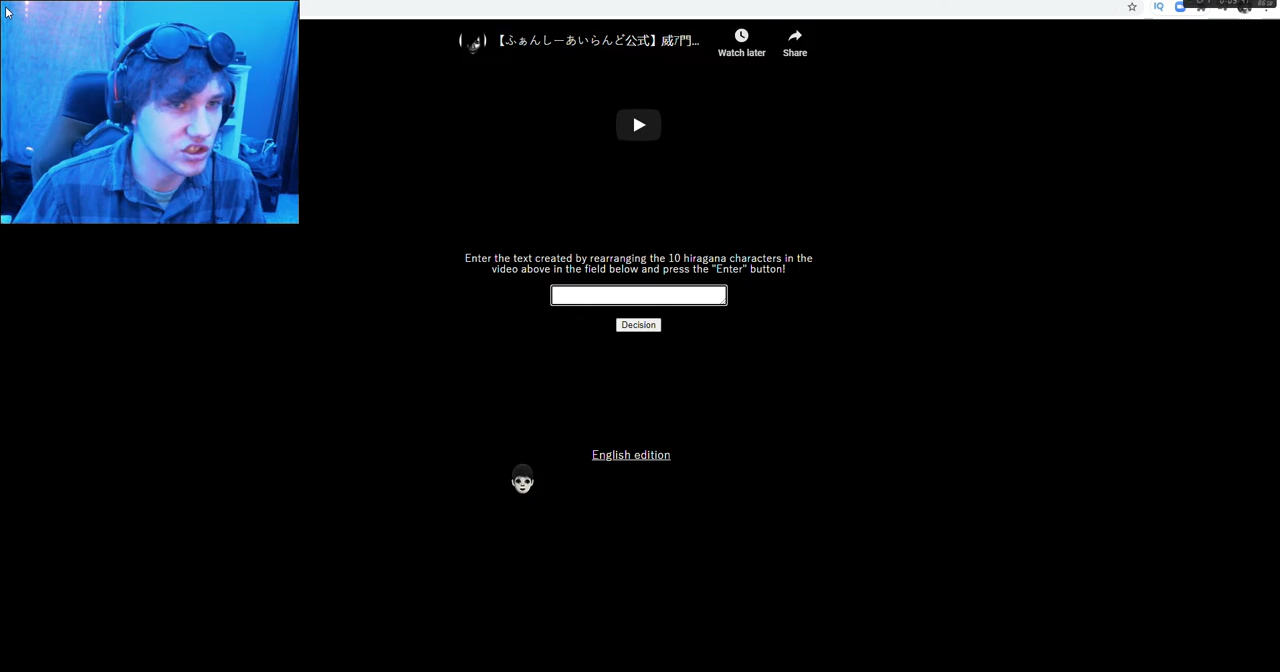 IQ
【ふぁんしーあいらんど公式】威7門...
Watch later
Share
Enter the text created by rearranging the 10 hiragana characters in the
video above in the field below and press the "Enter" button!
Decision
English edition